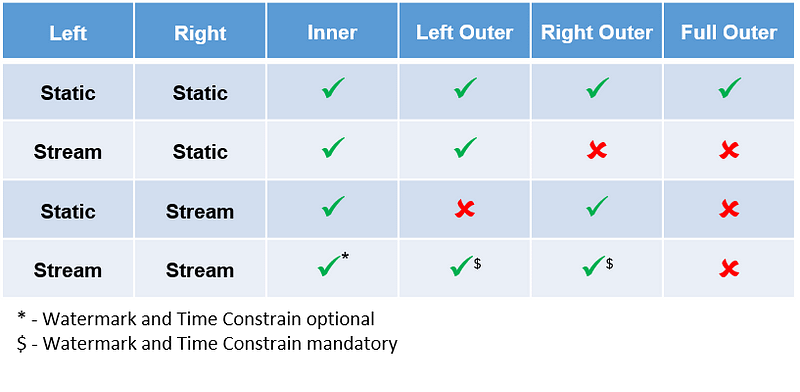 Left Right Inner Left Outer Right Outer Full Outer
Static Static ✓ ✓ ✓ ✓
Stream Static ✓ ✓ ✘ ✘
Static Stream ✓ ✘ ✓ ✘
Stream Stream ✓* ✓$ ✓$ ✘
* - Watermark and Time Constrain optional
$ - Watermark and Time Constrain mandatory